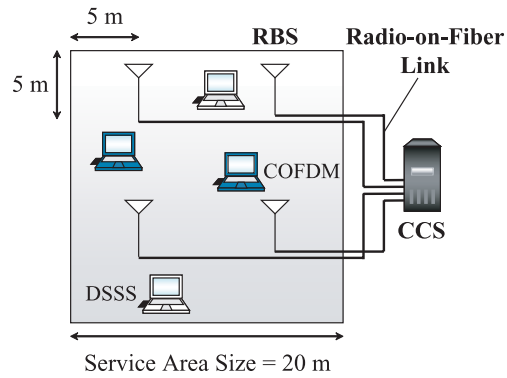 5 m
RBS
Radio-on-Fiber
Link
5 m
COFDM
CCS
DSSS
Service Area Size = 20 m